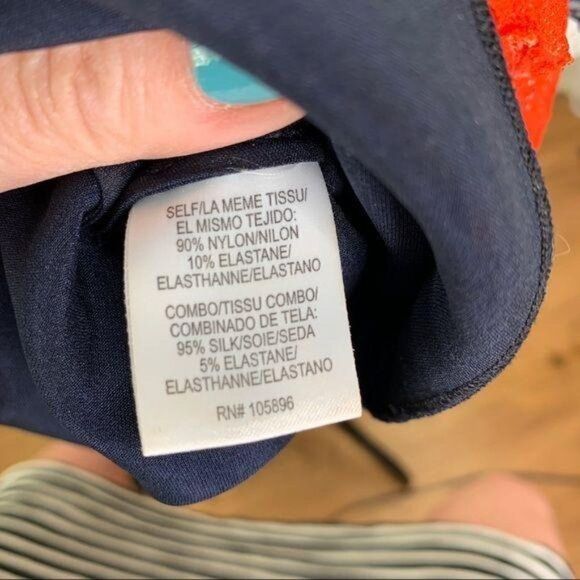 SELF/LA MEME TISSU/
EL MISMO TEJIDO:
90% NYLON/NILON
10% ELASTANE/
ELASTHANNE/ELASTANO
COMBO/TISSU COMBO/
COMBINADO DE TELA:
95% SILK/SOIE/SEDA
5% ELASTANE/
ELASTHANNE/ELASTANO
RN# 105896